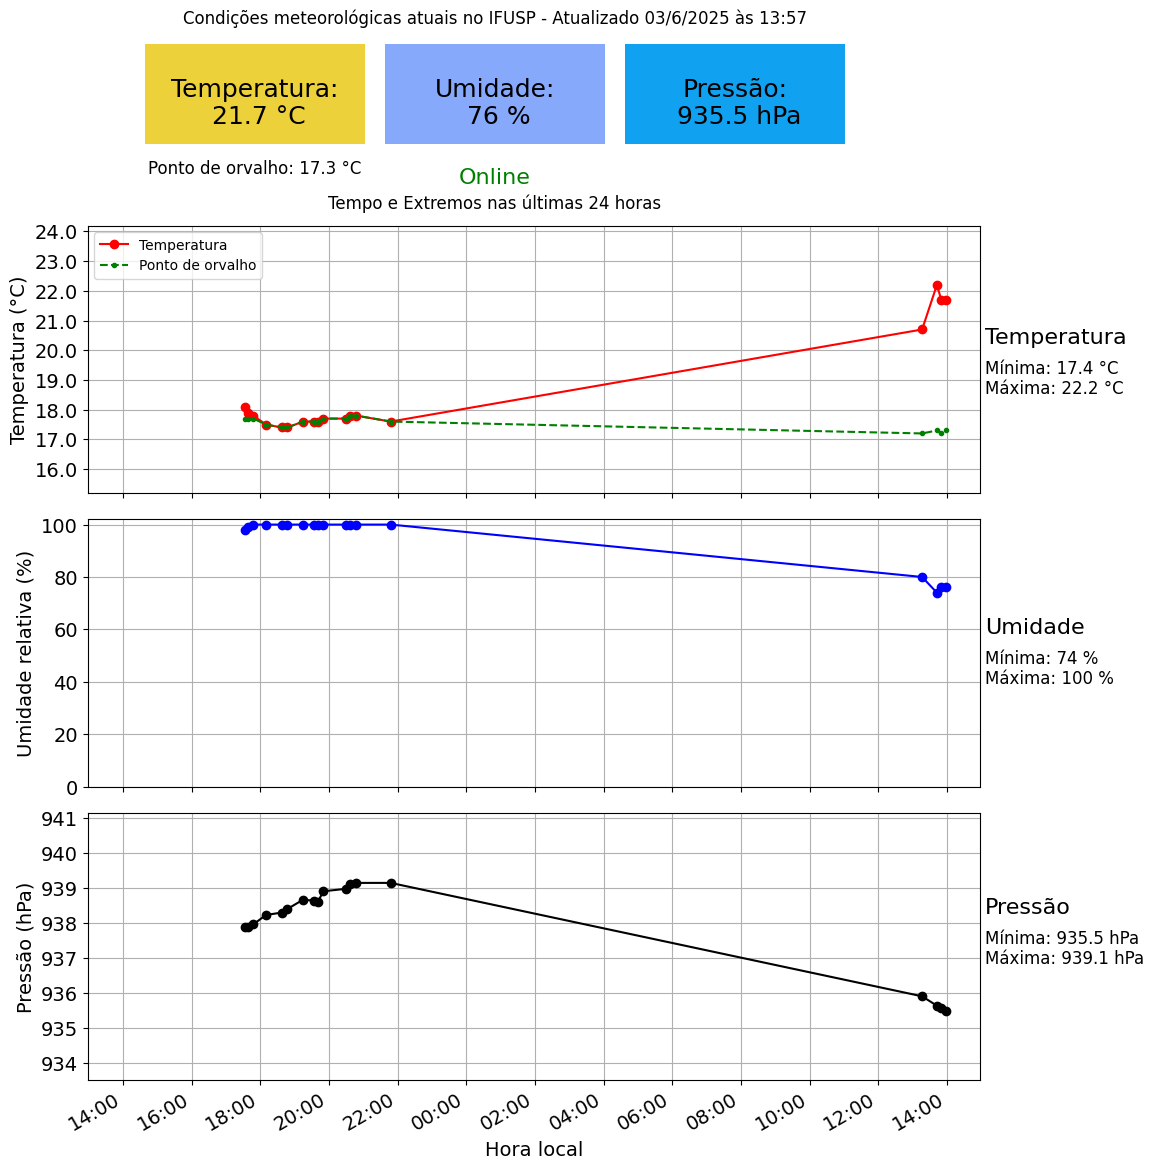 Condições meteorológicas atuais no IFUSP - Atualizado 03/6/2025 às 13:57
Temperatura:
21.7 °C
Umidade:
76 %
Pressão:
935.5 hPa
Ponto de orvalho: 17.3 °C
Online
Tempo e Extremos nas últimas 24 horas
Temperatura (°C)
24.0
23.0
22.0
21.0
20.0
19.0
18.0
17.0
16.0
Temperatura
Ponto de orvalho
Temperatura
Mínima: 17.4 °C
Máxima: 22.2 °C
Umidade relativa (%)
100
80
60
40
20
0
Umidade
Mínima: 74 %
Máxima: 100 %
Pressão (hPa)
941
940
939
938
937
936
935
934
Pressão
Mínima: 935.5 hPa
Máxima: 939.1 hPa
14:00
16:00
18:00
20:00
22:00
00:00
02:00
04:00
06:00
08:00
10:00
12:00
14:00
Hora local